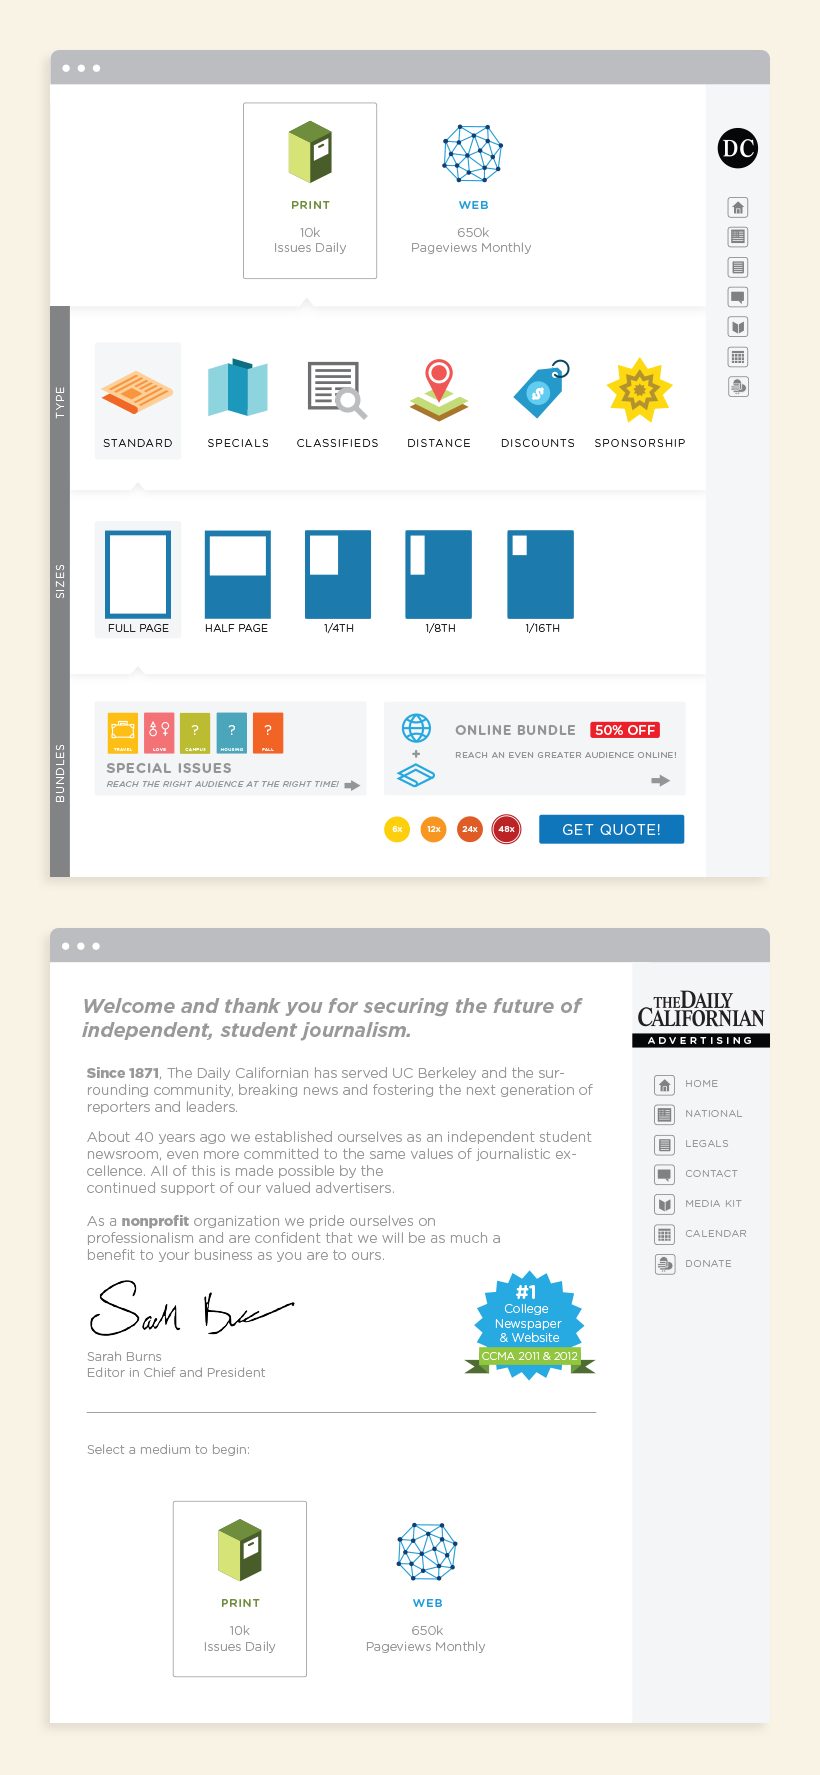 DC
PRINT
WEB
10k
Issues Daily
650k
Pageviews Monthly
TYPE
STANDARD
SPECIALS
CLASSIFIEDS
DISTANCE
DISCOUNTS
SPONSORSHIP
$
SIZES
FULL PAGE
HALF PAGE
1/4TH
1/8TH
1/16TH
BUNDLES
TRAVEL
LOVE
?
CAMPUS
?
HOUSING
?
FALL
SPECIAL ISSUES
REACH THE RIGHT AUDIENCE AT THE RIGHT TIME!
+
ONLINE BUNDLE
50% OFF
REACH AN EVEN GREATER AUDIENCE ONLINE!
6x
12x
24x
48x
GET QUOTE!
Welcome and thank you for securing the future of
independent, student journalism.
Since 1871, The Daily Californian has served UC Berkeley and the sur-
rounding community, breaking news and fostering the next generation of
reporters and leaders.
About 40 years ago we established ourselves as an independent student
newsroom, even more committed to the same values of journalistic ex-
cellence. All of this is made possible by the
continued support of our valued advertisers.
As a nonprofit organization we pride ourselves on
professionalism and are confident that we will be as much a
benefit to your business as you are to ours.
Sarah Burns
Editor in Chief and President
#1
College
Newspaper
& Website
CCMA 2011 & 2012
Select a medium to begin:
PRINT
WEB
10k
Issues Daily
650k
Pageviews Monthly
THE DAILY
CALIFORNIAN
ADVERTISING
HOME
NATIONAL
LEGALS
CONTACT
MEDIA KIT
CALENDAR
DONATE